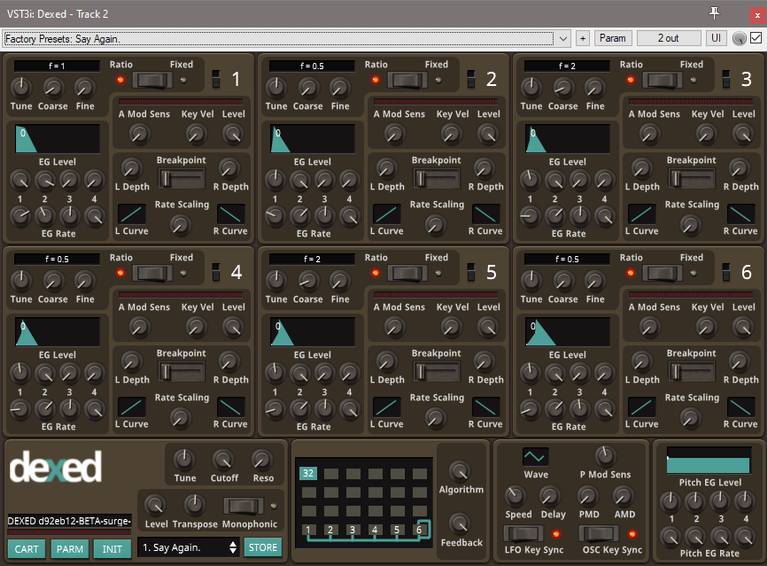 VST3i: Dexed - Track 2
Factory Presets: Say Again. + Param 2 out UI
f = 1 Ratio Fixed 1
Tune Coarse Fine
A Mod Sens Key Vel Level
0
EG Level
Breakpoint
L Depth R Depth
1 2 3 4
Rate Scaling
EG Rate
L Curve R Curve
f = 0.5 Ratio Fixed 2
Tune Coarse Fine
A Mod Sens Key Vel Level
0
EG Level
Breakpoint
L Depth R Depth
1 2 3 4
Rate Scaling
EG Rate
L Curve R Curve
f = 2 Ratio Fixed 3
Tune Coarse Fine
A Mod Sens Key Vel Level
0
EG Level
Breakpoint
L Depth R Depth
1 2 3 4
Rate Scaling
EG Rate
L Curve R Curve
f = 0.5 Ratio Fixed 4
Tune Coarse Fine
A Mod Sens Key Vel Level
0
EG Level
Breakpoint
L Depth R Depth
1 2 3 4
Rate Scaling
EG Rate
L Curve R Curve
f = 2 Ratio Fixed 5
Tune Coarse Fine
A Mod Sens Key Vel Level
0
EG Level
Breakpoint
L Depth R Depth
1 2 3 4
Rate Scaling
EG Rate
L Curve R Curve
f = 0.5 Ratio Fixed 6
Tune Coarse Fine
A Mod Sens Key Vel Level
0
EG Level
Breakpoint
L Depth R Depth
1 2 3 4
Rate Scaling
EG Rate
L Curve R Curve
dexed
Tune Cutoff Reso
DEXED d92eb12-BETA-surge-
Level Transpose Monophonic
CART PARM INIT
1. Say Again. STORE
32
1 2 3 4 5 6
Algorithm
Feedback
Wave P Mod Sens
Speed Delay PMD AMD
LFO Key Sync OSC Key Sync
Pitch EG Level
1 2 3 4
Pitch EG Rate